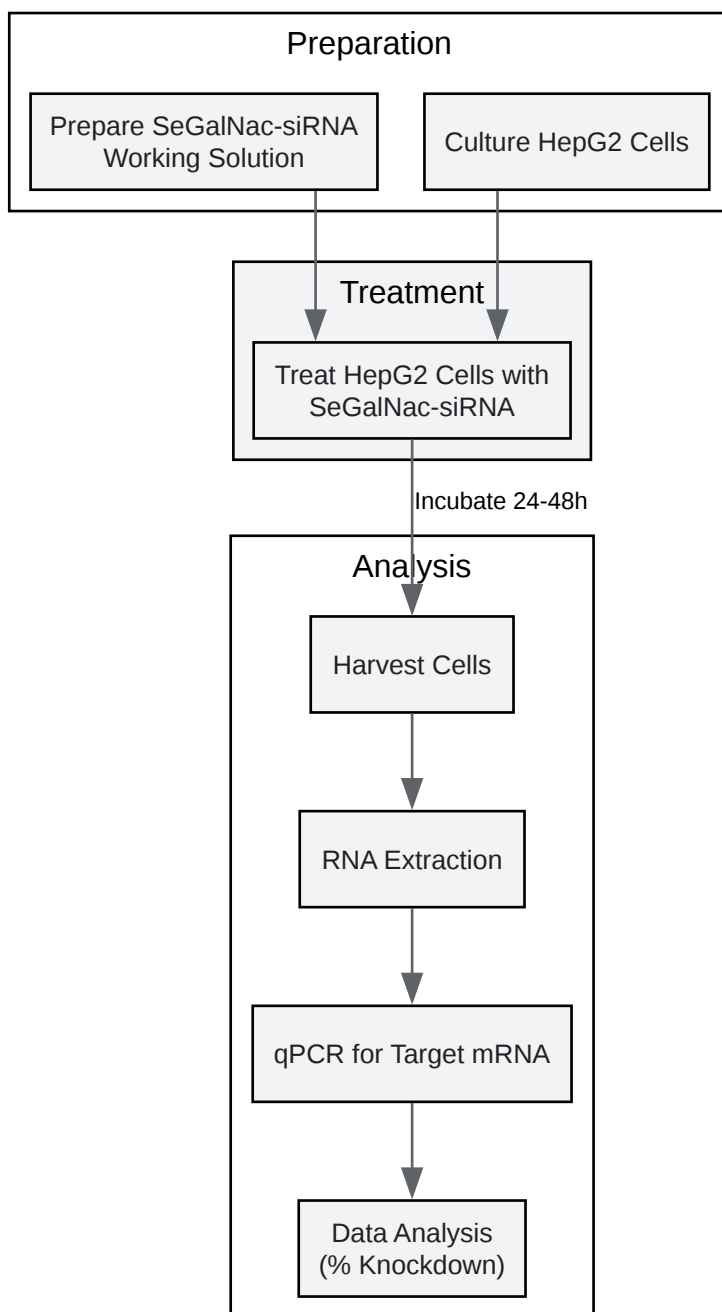 Preparation
Prepare SeGalNac-siRNA
Working Solution
Culture HepG2 Cells
Treatment
Treat HepG2 Cells with
SeGalNac-siRNA
Incubate 24-48h
Analysis
Harvest Cells
RNA Extraction
qPCR for Target mRNA
Data Analysis
(% Knockdown)